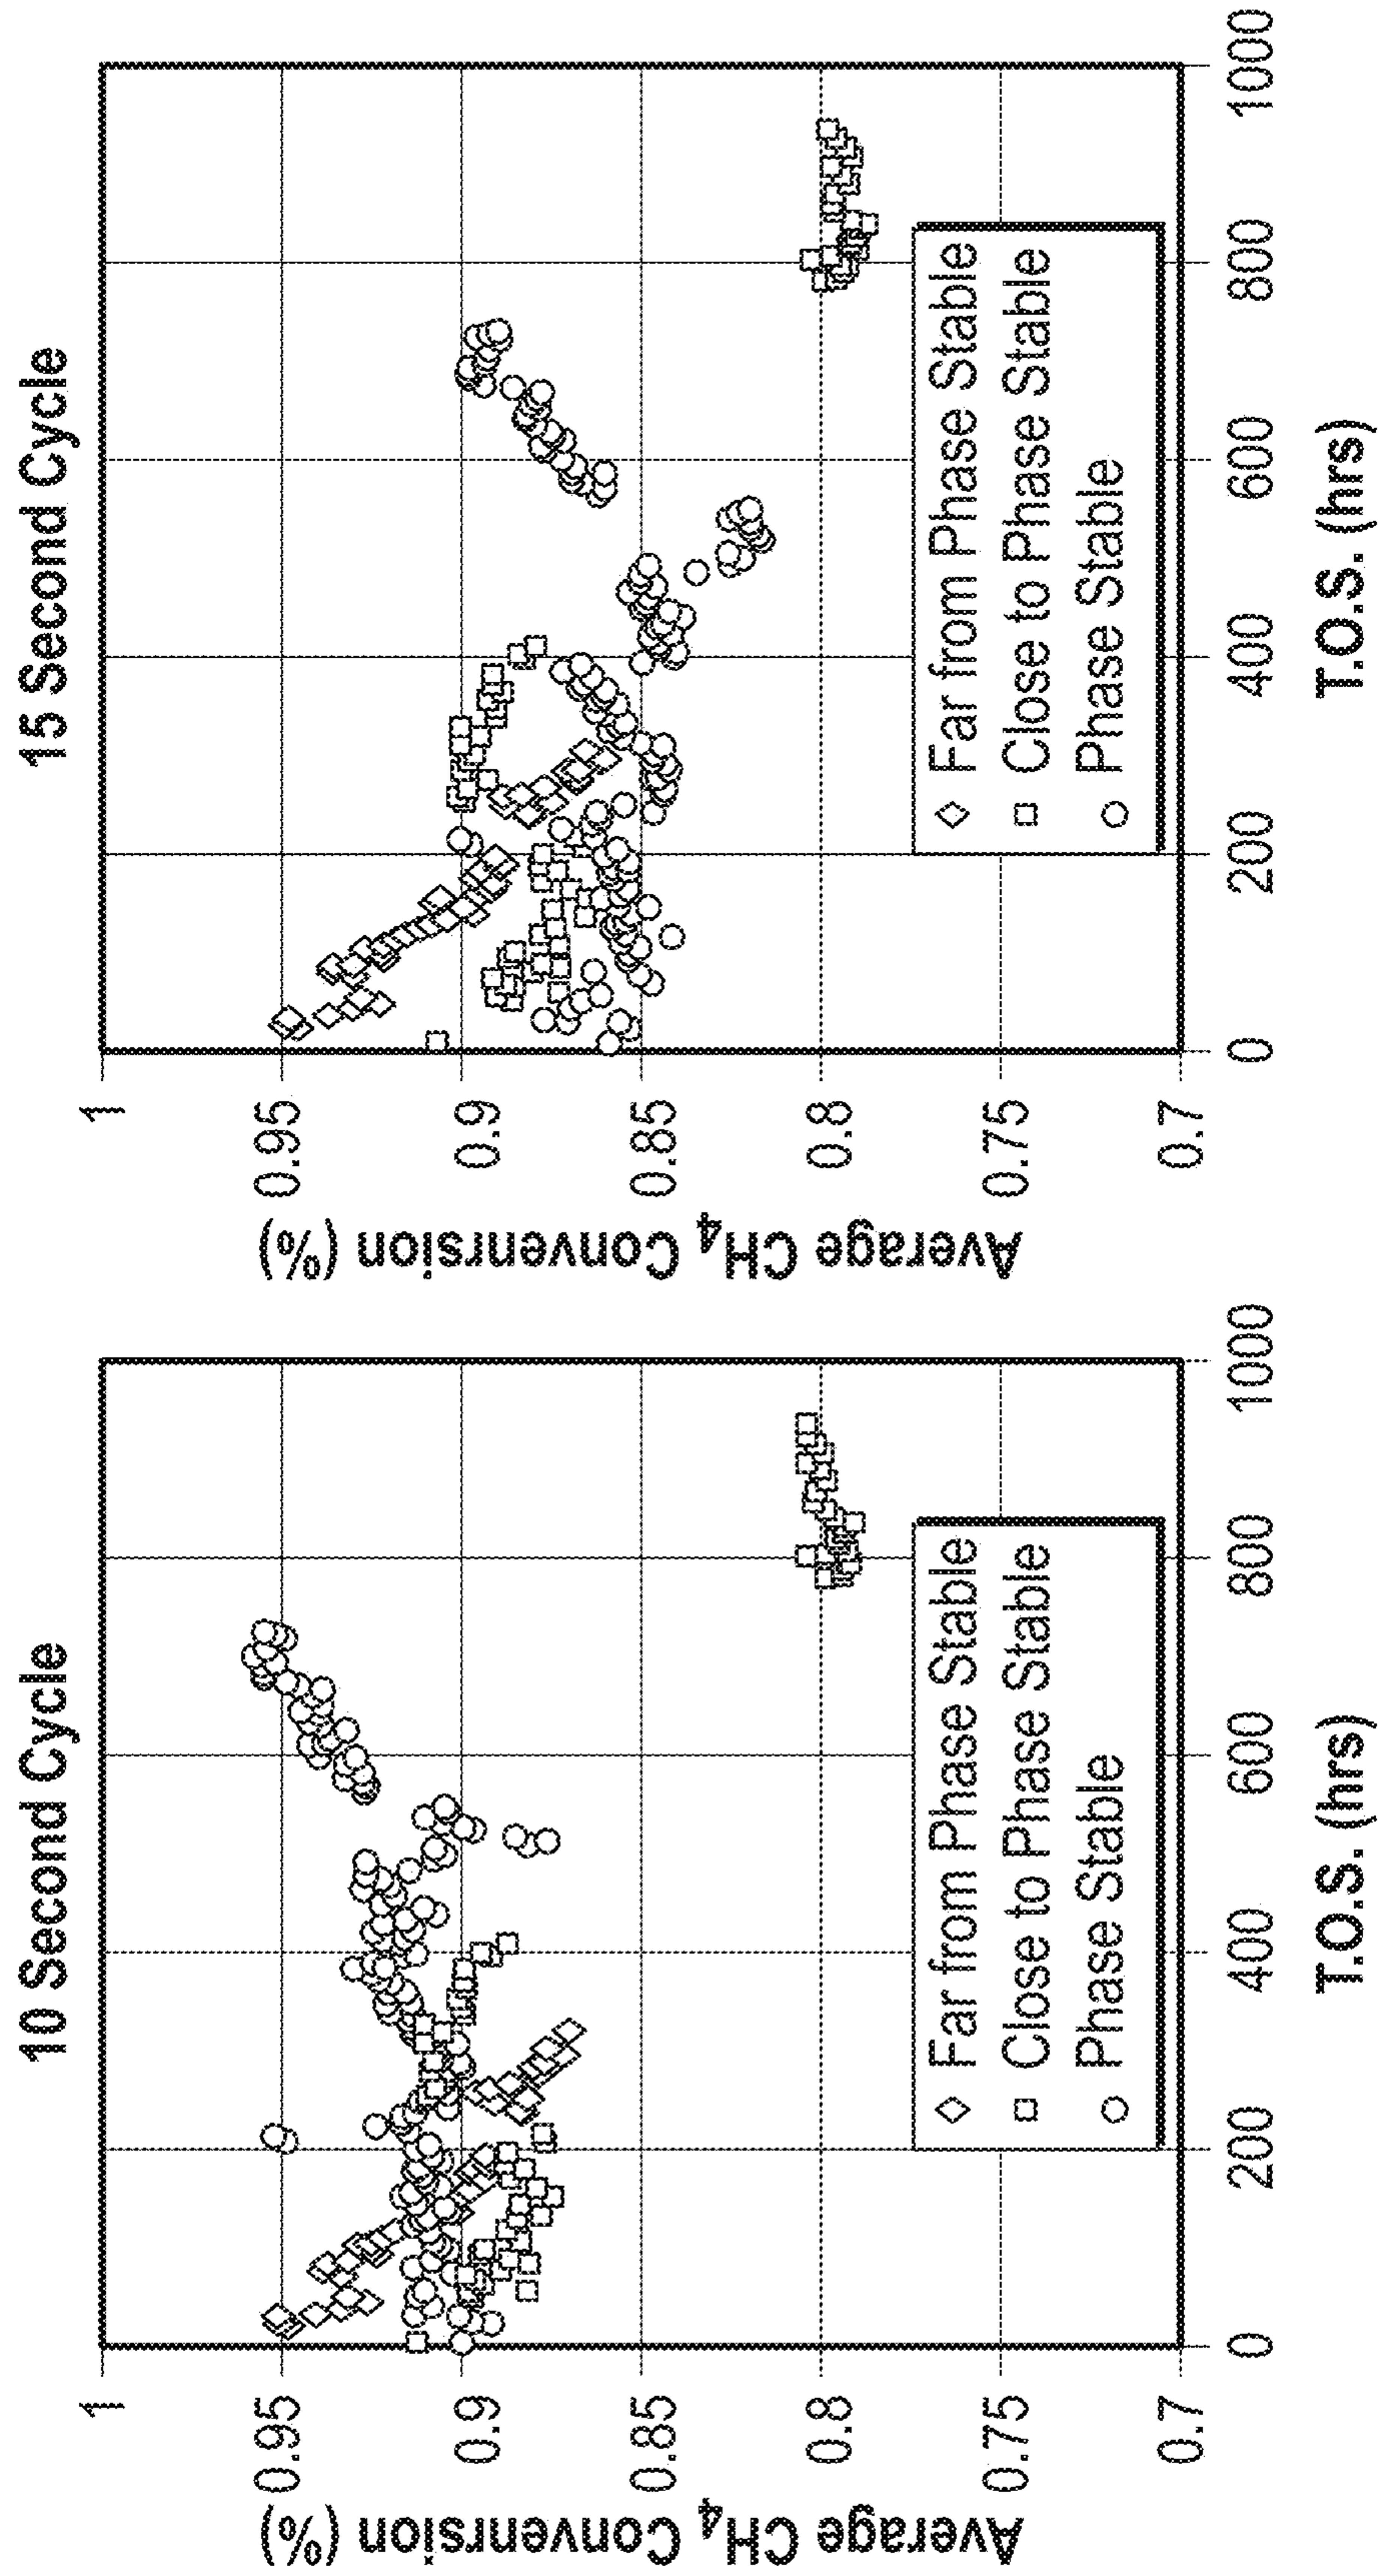 10 Second Cycle
1
0.95
0.9
0.85
0.8
0.75
0.7
Average CH4 Convenrsion (%)
Far from Phase Stable
Close to Phase Stable
Phase Stable
0 200 400 600 800 1000
T.O.S. (hrs)
15 Second Cycle
1
0.95
0.9
0.85
0.8
0.75
0.7
Average CH4 Convenrsion (%)
Far from Phase Stable
Close to Phase Stable
Phase Stable
0 200 400 600 800 1000
T.O.S. (hrs)